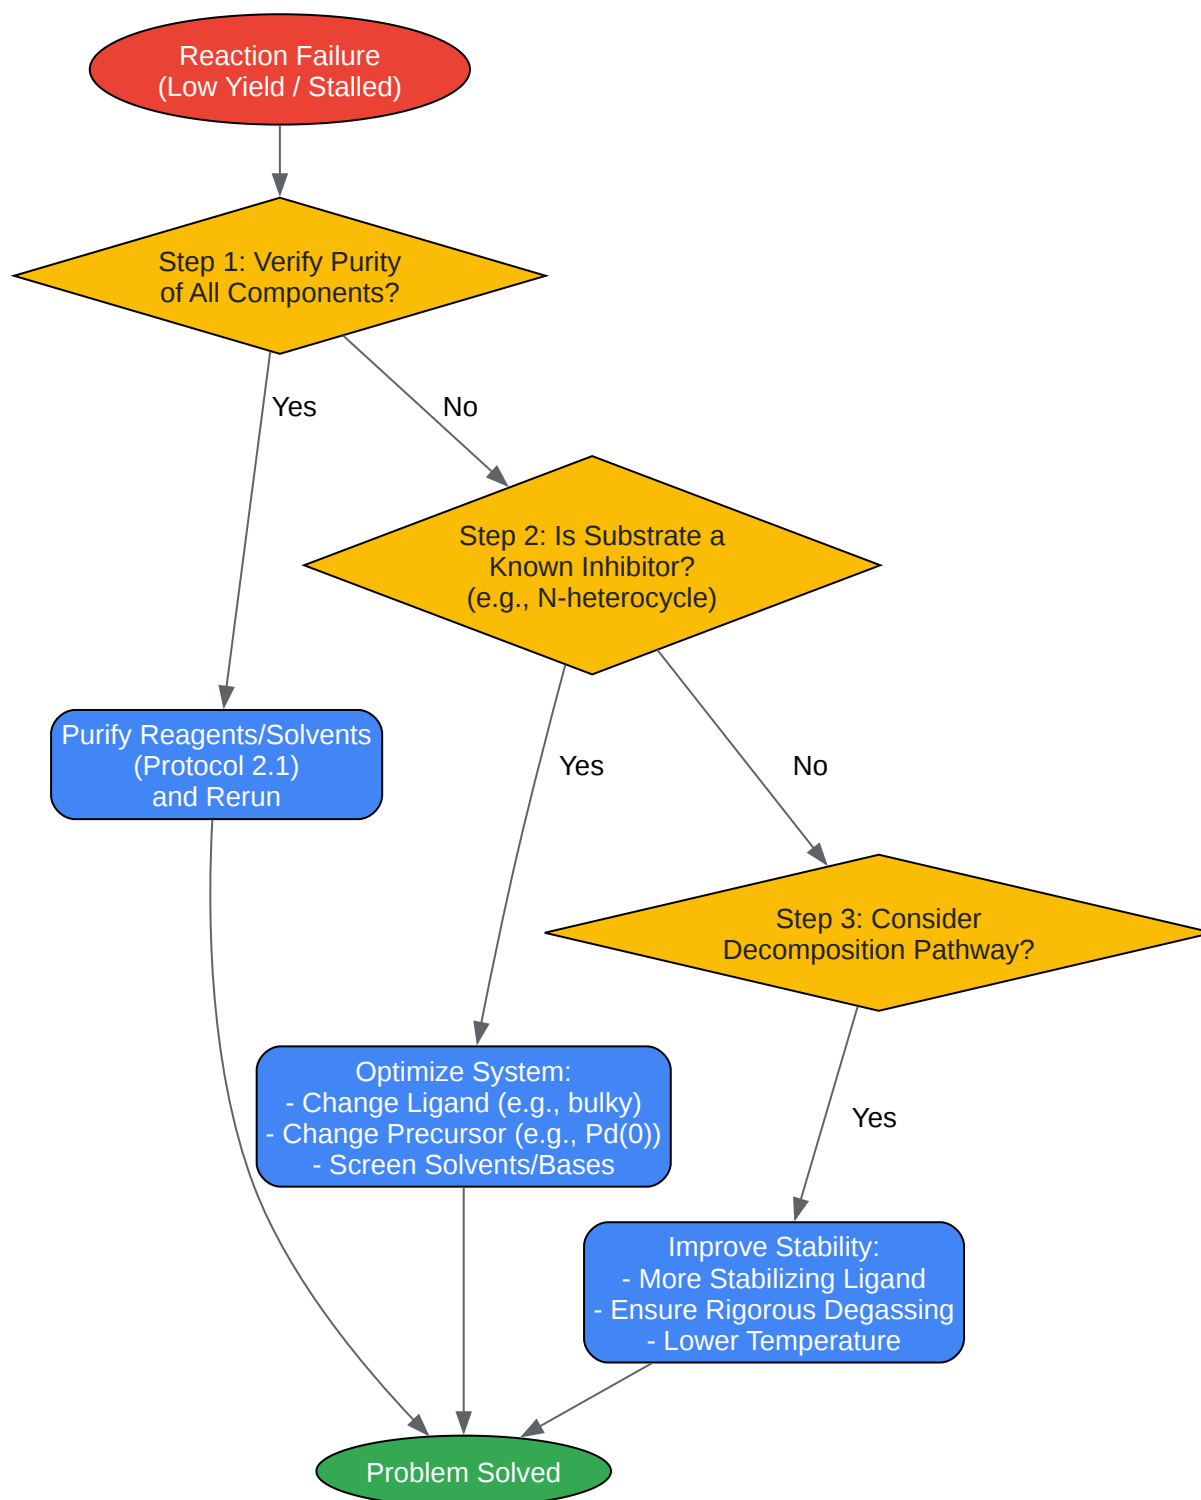 Reaction Failure
(Low Yield / Stalled)
Step 1: Verify Purity
of All Components?
Yes
No
Step 2: Is Substrate a
Known Inhibitor?
(e.g., N-heterocycle)
Purify Reagents/Solvents
(Protocol 2.1)
and Rerun
Yes
No
Step 3: Consider
Decomposition Pathway?
Optimize System:
- Change Ligand (e.g., bulky)
- Change Precursor (e.g., Pd(0))
- Screen Solvents/Bases
Yes
Improve Stability:
- More Stabilizing Ligand
- Ensure Rigorous Degassing
- Lower Temperature
Problem Solved